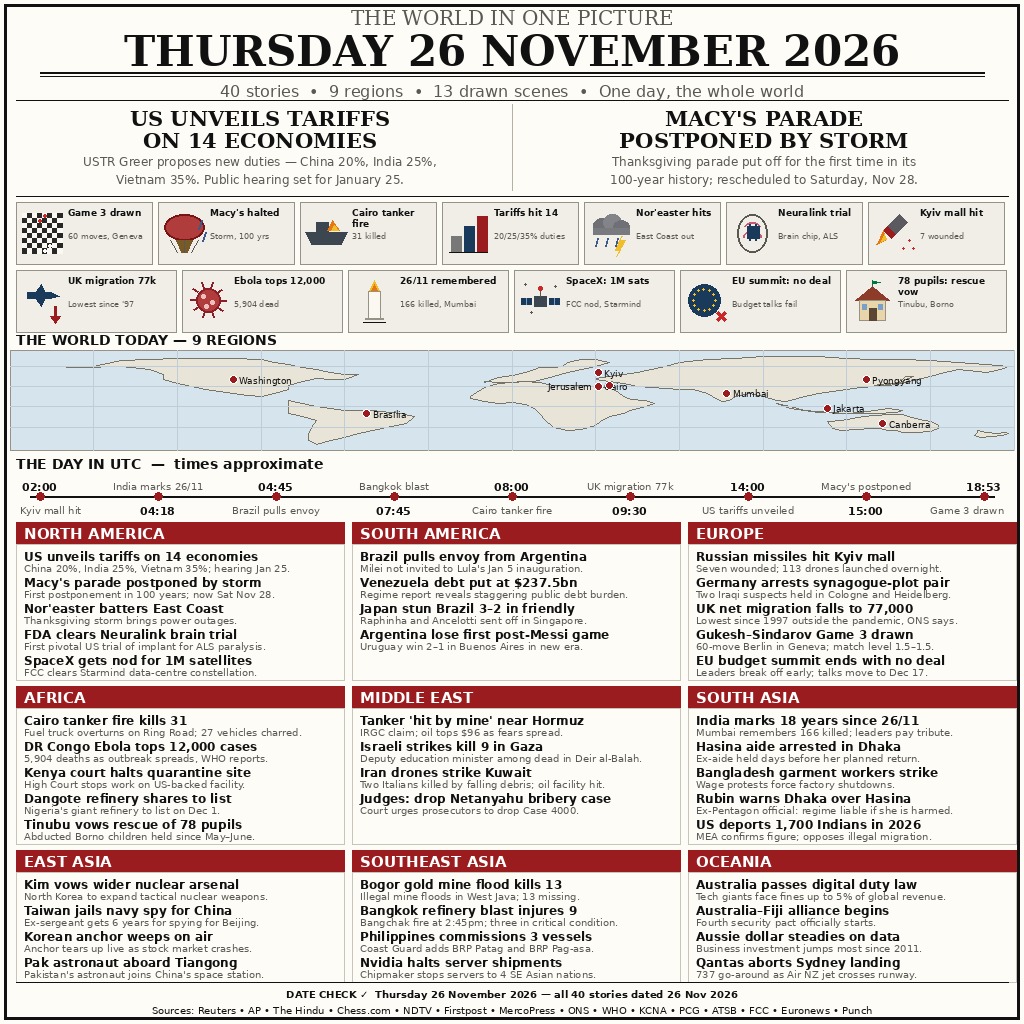 THE WORLD IN ONE PICTURE
THURSDAY 26 NOVEMBER 2026
40 stories • 9 regions • 13 drawn scenes • One day, the whole world
US UNVEILS TARIFFS
ON 14 ECONOMIES
USTR Greer proposes new duties — China 20%, India 25%,
Vietnam 35%. Public hearing set for January 25.
MACY'S PARADE
POSTPONED BY STORM
Thanksgiving parade put off for the first time in its
100-year history; rescheduled to Saturday, Nov 28.
Game 3 drawn
60 moves, Geneva
Macy's halted
Storm, 100 yrs
Cairo tanker
fire
31 killed
Tariffs hit 14
20/25/35% duties
Nor'easter hits
East Coast out
Neuralink trial
Brain chip, ALS
Kyiv mall hit
7 wounded
UK migration 77k
Lowest since '97
Ebola tops 12,000
5,904 dead
26/11 remembered
166 killed, Mumbai
SpaceX: 1M sats
FCC nod, Starmind
EU summit: no deal
Budget talks fail
78 pupils: rescue
vow
Tinubu, Borno
THE WORLD TODAY — 9 REGIONS
Washington
Brasília
Kyiv
Jerusalem
Mumbai
Pyongyang
Jakarta
Canberra
THE DAY IN UTC — times approximate
02:00
Kyiv mall hit
India marks 26/11
04:18
04:45
Brazil pulls envoy
Bangkok blast
07:45
08:00
Cairo tanker fire
UK migration 77k
09:30
14:00
US tariffs unveiled
Macy's postponed
15:00
18:53
Game 3 drawn
NORTH AMERICA
US unveils tariffs on 14 economies
China 20%, India 25%, Vietnam 35%; hearing Jan 25.
Macy's parade postponed by storm
First postponement in 100 years; now Sat Nov 28.
Nor'easter batters East Coast
Thanksgiving storm brings power outages.
FDA clears Neuralink brain trial
First pivotal US trial of implant for ALS paralysis.
SpaceX gets nod for 1M satellites
FCC clears Starmind data-centre constellation.
SOUTH AMERICA
Brazil pulls envoy from Argentina
Milei not invited to Lula's Jan 5 inauguration.
Venezuela debt put at $237.5bn
Regime report reveals staggering public debt burden.
Japan stun Brazil 3–2 in friendly
Raphinha and Ancelotti sent off in Singapore.
Argentina lose first post-Messi game
Uruguay win 2–1 in Buenos Aires in new era.
EUROPE
Russian missiles hit Kyiv mall
Seven wounded; 113 drones launched overnight.
Germany arrests synagogue-plot pair
Two Iraqi suspects held in Cologne and Heidelberg.
UK net migration falls to 77,000
Lowest since 1997 outside the pandemic, ONS says.
Gukesh–Sindarov Game 3 drawn
60-move Berlin in Geneva; match level 1.5–1.5.
EU budget summit ends with no deal
Leaders break off early; talks move to Dec 17.
AFRICA
Cairo tanker fire kills 31
Fuel truck overturns on Ring Road; 27 vehicles charred.
DR Congo Ebola tops 12,000 cases
5,904 deaths as outbreak spreads, WHO reports.
Kenya court halts quarantine site
High Court stops work on US-backed facility.
Dangote refinery shares to list
Nigeria's giant refinery to list on Dec 1.
Tinubu vows rescue of 78 pupils
Abducted Borno children held since May–June.
MIDDLE EAST
Tanker 'hit by mine' near Hormuz
IRGC claim; oil tops $96 as fears spread.
Israeli strikes kill 9 in Gaza
Deputy education minister among dead in Deir al-Balah.
Iran drones strike Kuwait
Two Italians killed by falling debris; oil facility hit.
Judges: drop Netanyahu bribery case
Court urges prosecutors to drop Case 4000.
SOUTH ASIA
India marks 18 years since 26/11
Mumbai remembers 166 killed; leaders pay tribute.
Hasina aide arrested in Dhaka
Ex-aide held days before her planned return.
Bangladesh garment workers strike
Wage protests force factory shutdowns.
Rubin warns Dhaka over Hasina
Ex-Pentagon official: regime liable if she is harmed.
US deports 1,700 Indians in 2026
MEA confirms figure; opposes illegal migration.
EAST ASIA
Kim vows wider nuclear arsenal
North Korea to expand tactical nuclear weapons.
Taiwan jails navy spy for China
Ex-sergeant gets 6 years for spying for Beijing.
Korean anchor weeps on air
Anchor tears up live as stock market crashes.
Pak astronaut aboard Tiangong
Pakistan's astronaut joins China's space station.
SOUTHEAST ASIA
Bogor gold mine flood kills 13
Illegal mine floods in West Java; 13 missing.
Bangkok refinery blast injures 9
Bangchak fire at 2:45pm; three in critical condition.
Philippines commissions 3 vessels
Coast Guard adds BRP Patag and BRP Pag-asa.
Nvidia halts server shipments
Chipmaker stops servers to 4 SE Asian nations.
OCEANIA
Australia passes digital duty law
Tech giants face fines up to 5% of global revenue.
Australia–Fiji alliance begins
Fourth security pact officially starts.
Aussie dollar steadies on data
Business investment jumps most since 2011.
Qantas aborts Sydney landing
737 go-around as Air NZ jet crosses runway.
DATE CHECK ✓ Thursday 26 November 2026 — all 40 stories dated 26 Nov 2026
Sources: Reuters • AP • The Hindu • Chess.com • NDTV • Firstpost • MercoPress • ONS • WHO • KCNA • PCG • ATSB • FCC • Euronews • Punch